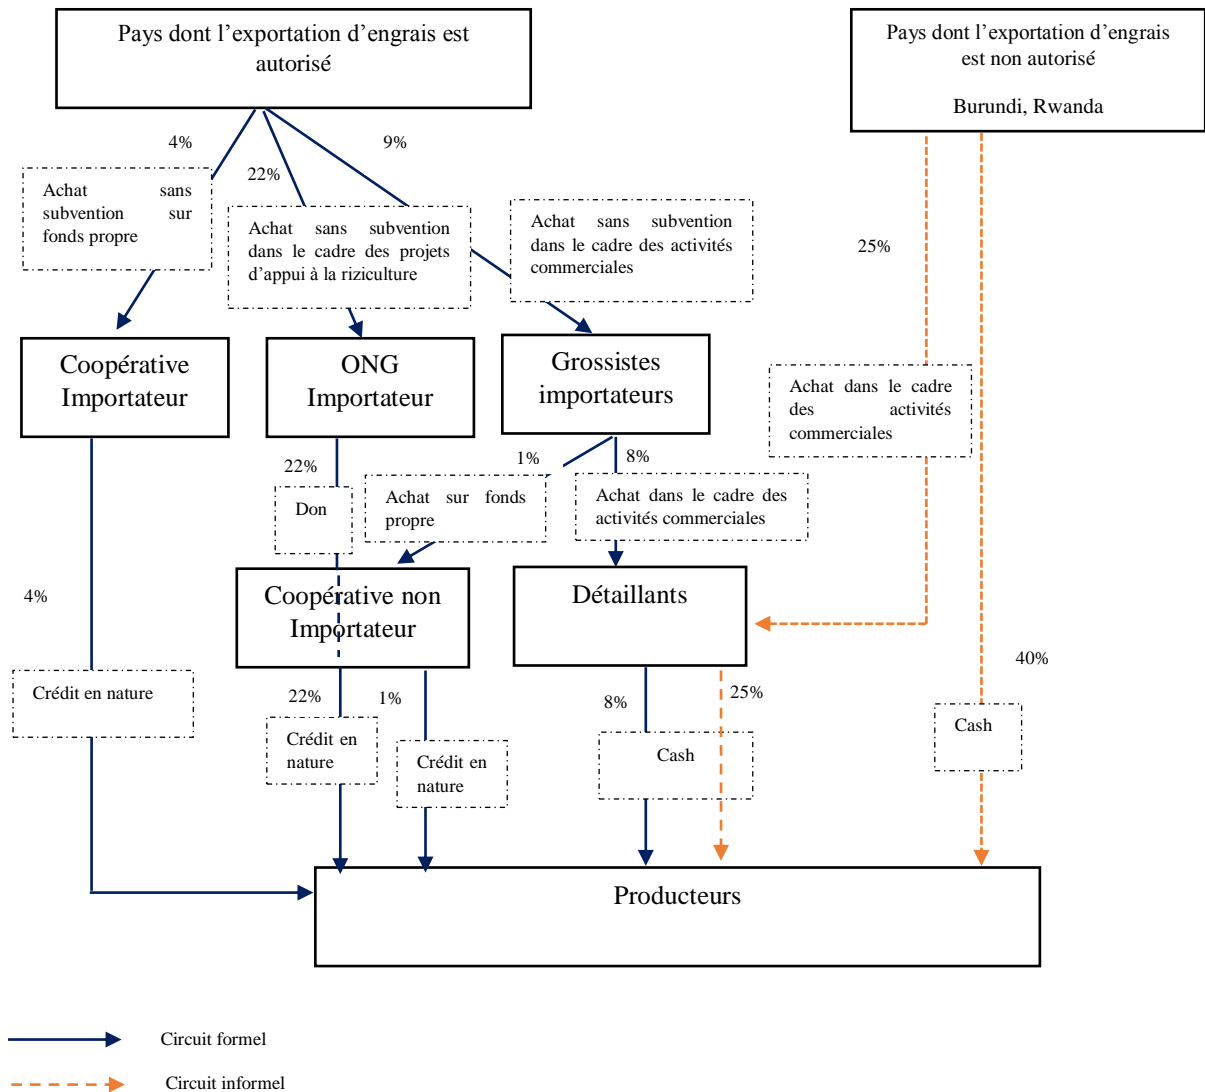 Pays dont l’exportation d’engrais est
autorisé
Pays dont l’exportation d’engrais
est non autorisé
Burundi, Rwanda
4%
22%
9%
Achat sans
subvention sur
fonds propre
Achat sans subvention
dans le cadre des projets
d’appui à la riziculture
Achat sans subvention
dans le cadre des activités
commerciales
25%
Coopérative
Importateur
ONG
Importateur
Grossistes
importateurs
Achat dans le cadre
des activités
commerciales
22%
Don
1%
8%
Achat sur fonds
propre
Achat dans le cadre des
activités commerciales
4%
Coopérative non
Importateur
Détaillants
40%
Crédit en nature
22%
1%
8%
25%
Crédit en
nature
Crédit en
nature
Cash
Cash
Producteurs
Circuit formel
Circuit informel